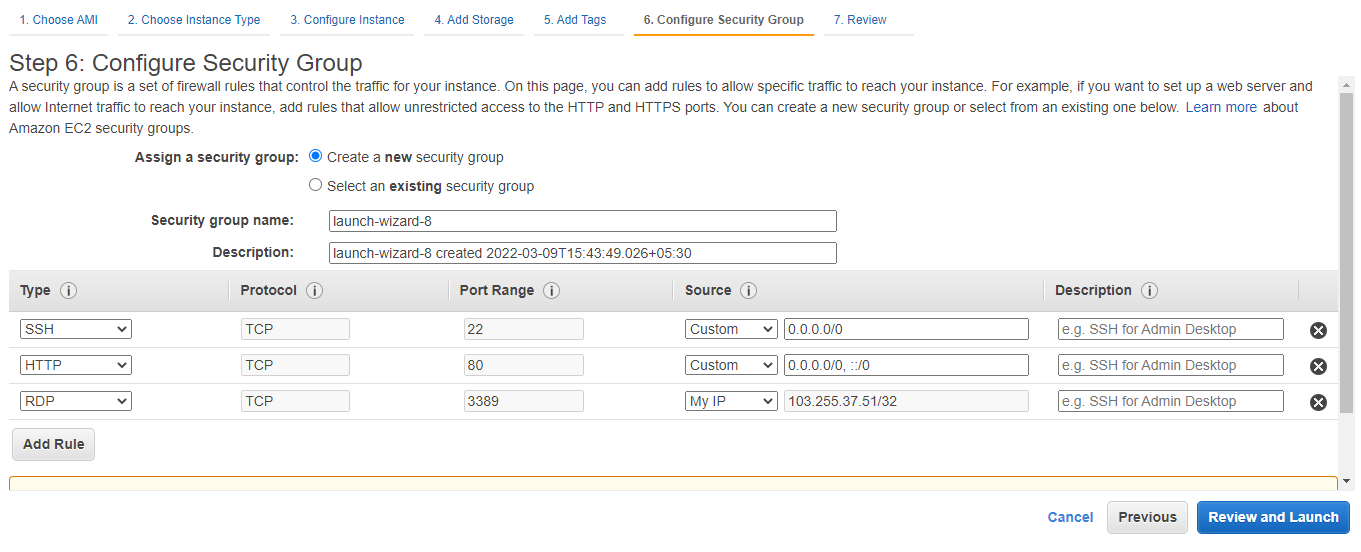 1. Choose AMI 2. Choose Instance Type 3. Configure Instance 4. Add Storage 5. Add Tags 6. Configure Security Group 7. Review
Step 6: Configure Security Group
A security group is a set of firewall rules that control the traffic for your instance. On this page, you can add rules to allow specific traffic to reach your instance. For example, if you want to set up a web server and
allow Internet traffic to reach your instance, add rules that allow unrestricted access to the HTTP and HTTPS ports. You can create a new security group or select from an existing one below. Learn more about
Amazon EC2 security groups.
Assign a security group: Create a new security group
Select an existing security group
Security group name: launch-wizard-8
Description: launch-wizard-8 created 2022-03-09T15:43:49.026+05:30
Type i Protocol i Port Range i Source i Description i
SSH TCP 22 Custom 0.0.0.0/0 e.g. SSH for Admin Desktop
HTTP TCP 80 Custom 0.0.0.0/0, ::/0 e.g. SSH for Admin Desktop
RDP TCP 3389 My IP 103.255.37.51/32 e.g. SSH for Admin Desktop
Add Rule
Cancel Previous Review and Launch